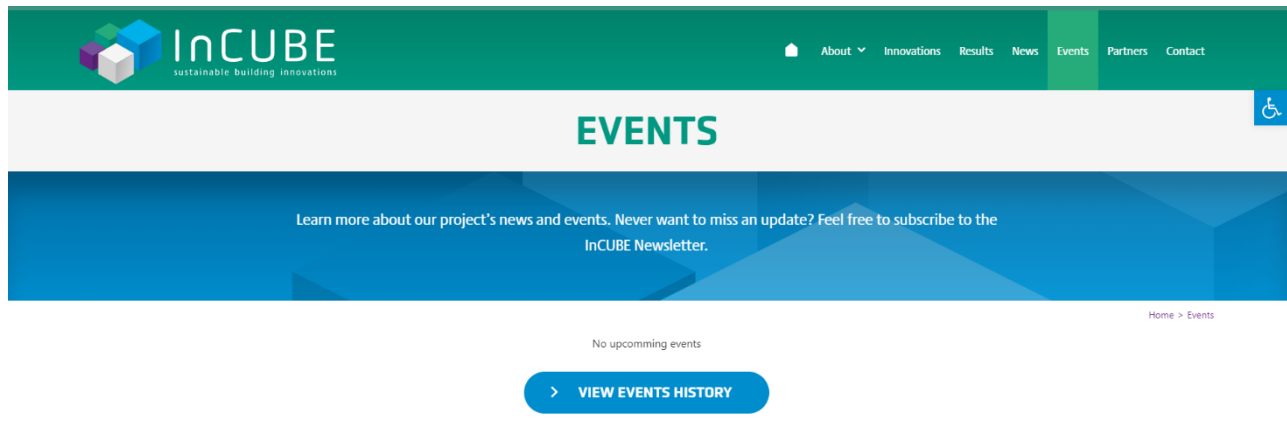 InCUBE
sustainable building innovations
About Innovations Results News Events Partners Contact
EVENTS
Learn more about our project's news and events. Never want to miss an update? Feel free to subscribe to the
InCUBE Newsletter.
Home > Events
No upcomming events
> VIEW EVENTS HISTORY